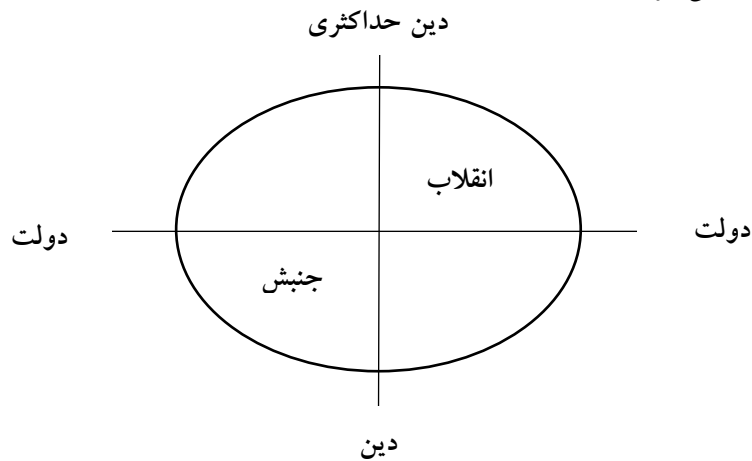 دین حداکثری
انقلاب
دولت
دولت
جنبش
دین